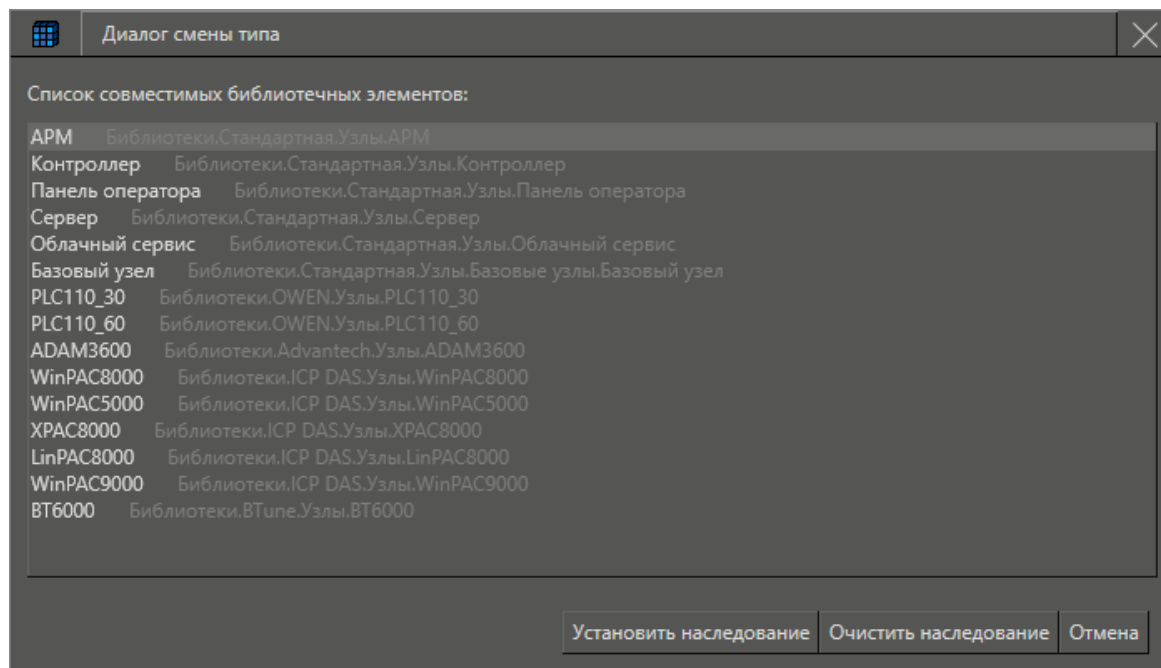 Диалог смены типа
Список совместимых библиотечных элементов:
АРМ Библиотеки.Стандартная.Узлы.АРМ
Контроллер Библиотеки.Стандартная.Узлы.Контроллер
Панель оператора Библиотеки.Стандартная.Узлы.Панель оператора
Сервер Библиотеки.Стандартная.Узлы.Сервер
Облачный сервис Библиотеки.Стандартная.Узлы.Облачный сервис
Базовый узел Библиотеки.Стандартная.Узлы.Базовые узлы.Базовый узел
PLC110_30 Библиотеки.OWEN.Узлы.PLC110_30
PLC110_60 Библиотеки.OWEN.Узлы.PLC110_60
ADAM3600 Библиотеки.Advantech.Узлы.ADAM3600
WinPAC8000 Библиотеки.ICP DAS.Узлы.WinPAC8000
WinPAC5000 Библиотеки.ICP DAS.Узлы.WinPAC5000
XPAC8000 Библиотеки.ICP DAS.Узлы.XPAC8000
LinPAC8000 Библиотеки.ICP DAS.Узлы.LinPAC8000
WinPAC9000 Библиотеки.ICP DAS.Узлы.WinPAC9000
BT6000 Библиотеки.BTune.Узлы.BT6000
Установить наследование Очистить наследование Отмена